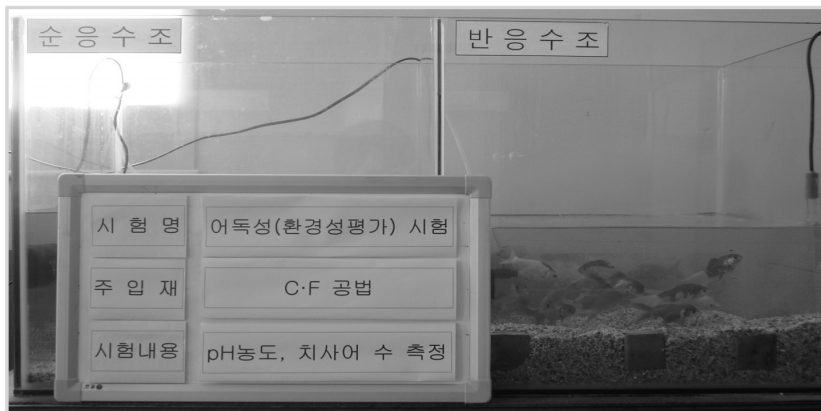 순응수조
반응수조
시험명 어독성(환경성평가) 시험
주입재 C·F 공법
시험내용 pH농도, 치사어 수 측정